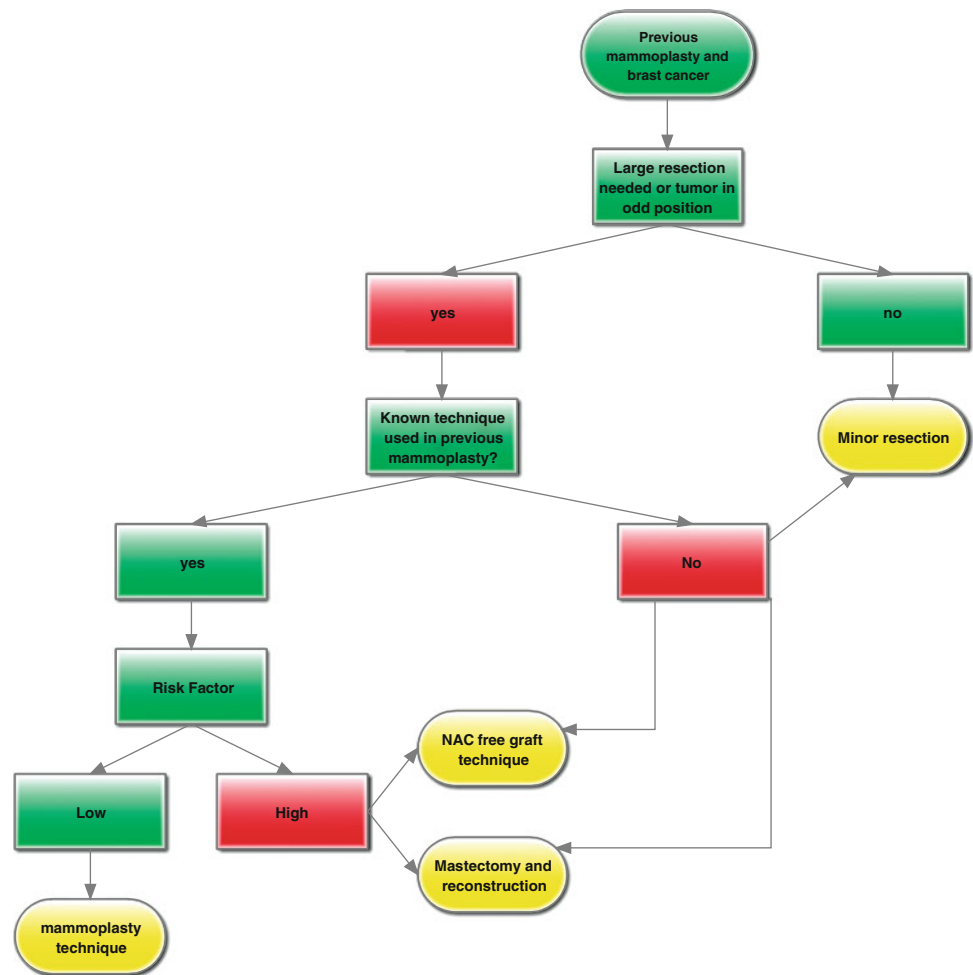 Previous
mammoplasty and
brast cancer
Large resection
needed or tumor in
odd position
yes
no
Known technique
used in previous
mammoplasty?
Minor resection
yes
No
Risk Factor
NAC free graft
technique
Low
High
Mastectomy and
reconstruction
mammoplasty
technique